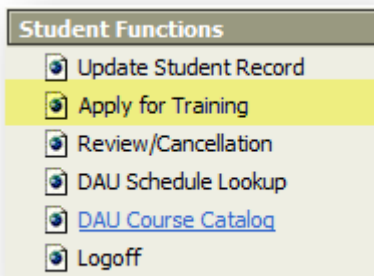 Student Functions
Update Student Record
Apply for Training
Review/Cancellation
DAU Schedule Lookup
DAU Course Catalog
Logoff